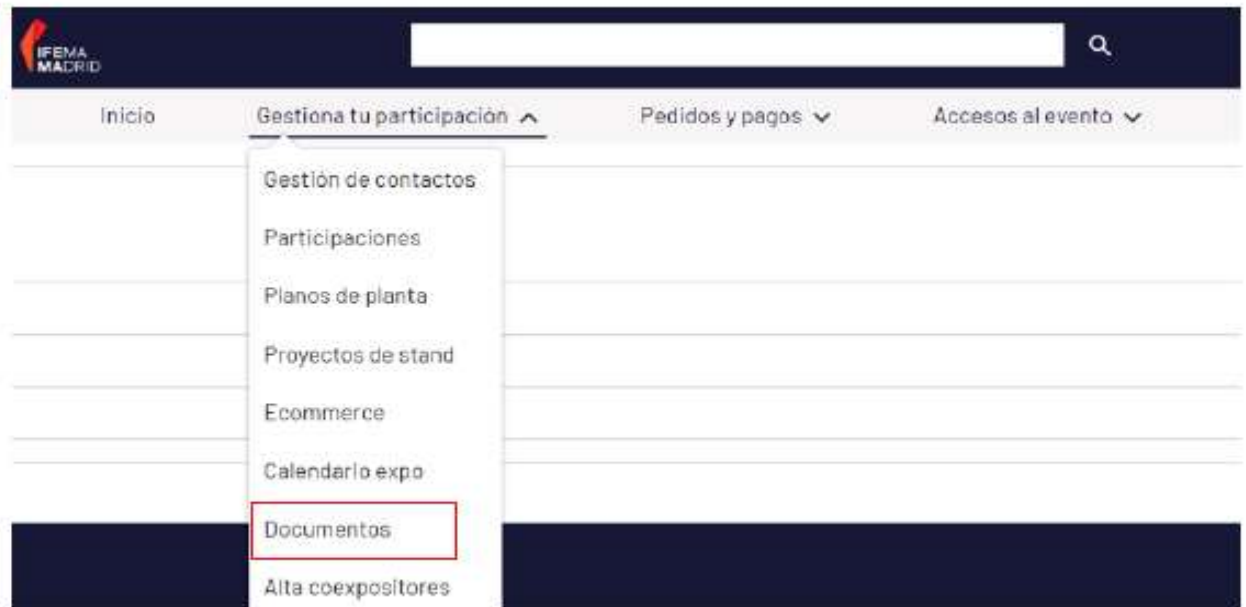 IFEMA
MADRID
Inicio
Gestiona tu participación
Pedidos y pagos
Accesos al evento
Gestión de contactos
Participaciones
Planos de planta
Proyectos de stand
Ecommerce
Calendario expo
Documentos
Alta coexpositores